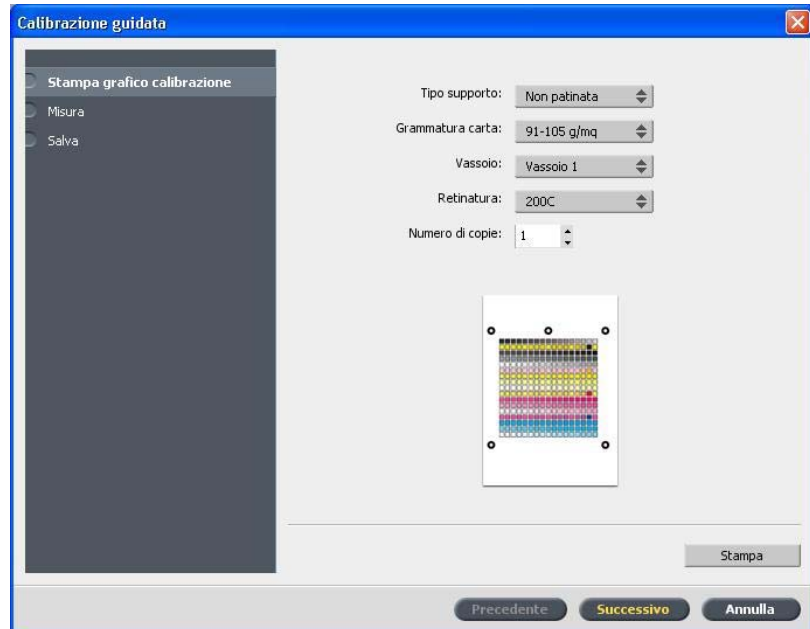 Calibrazione guidata
Stampa grafico calibrazione
Misura
Salva
Tipo supporto: Non patinata
Grammatura carta: 91-105 g/mq
Vassoio: Vassoio 1
Retinatura: 200C
Numero di copie: 1
Stampa
Precedente Successivo Annulla